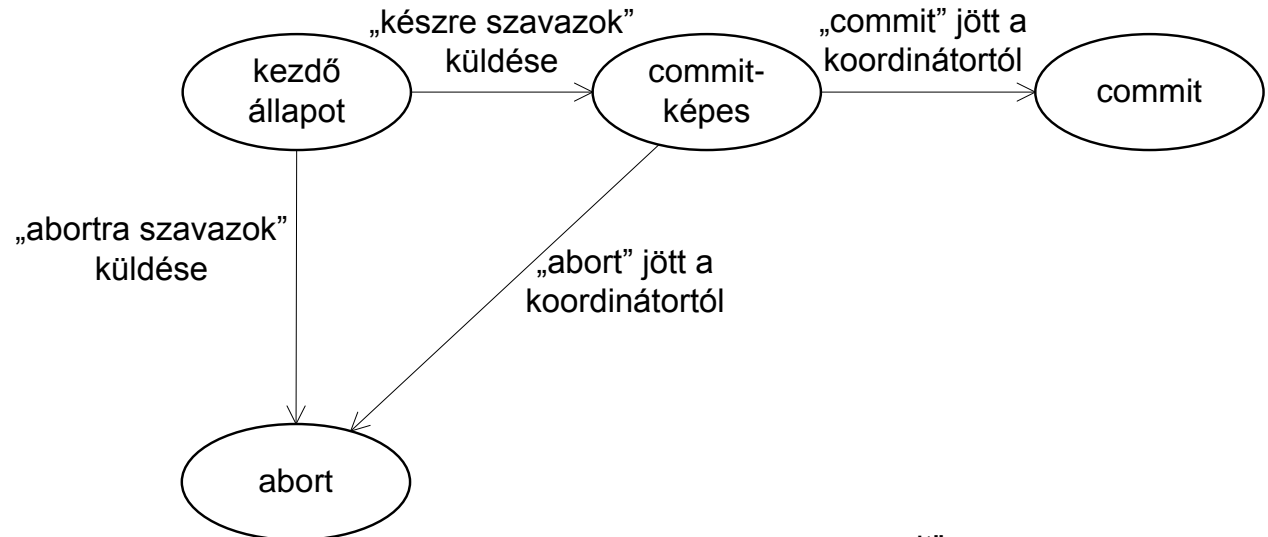 „készre szavazok”
küldése
„commit” jött a
koordinátortól
kezdő
állapot
commit-
képes
commit
„abortra szavazok”
küldése
„abort” jött a
koordinátortól
abort